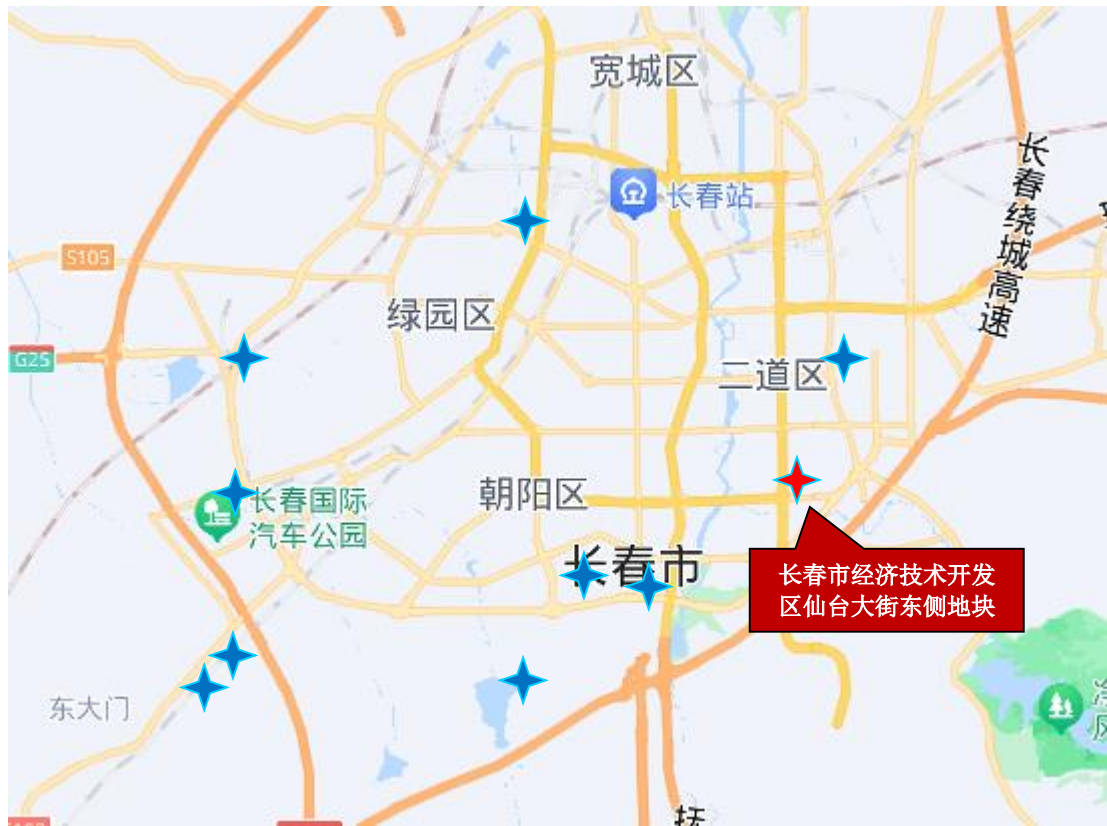 宽城区
长春站
长春绕城高速
S105
绿园区
G25
二道区
朝阳区
长春国际
汽车公园
长春市
长春市经济技术开发
区仙台大街东侧地块
东大门
抚